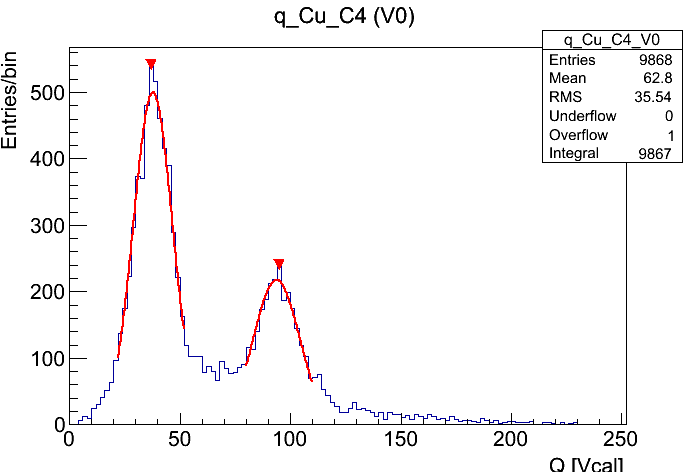 q_Cu_C4 (V0)
q_Cu_C4_V0
Entries 9868
Mean 62.8
RMS 35.54
Underflow 0
Overflow 1
Integral 9867
Entries/bin
500
400
300
200
100
0
0 50 100 150 200 250
Q [Vcal]